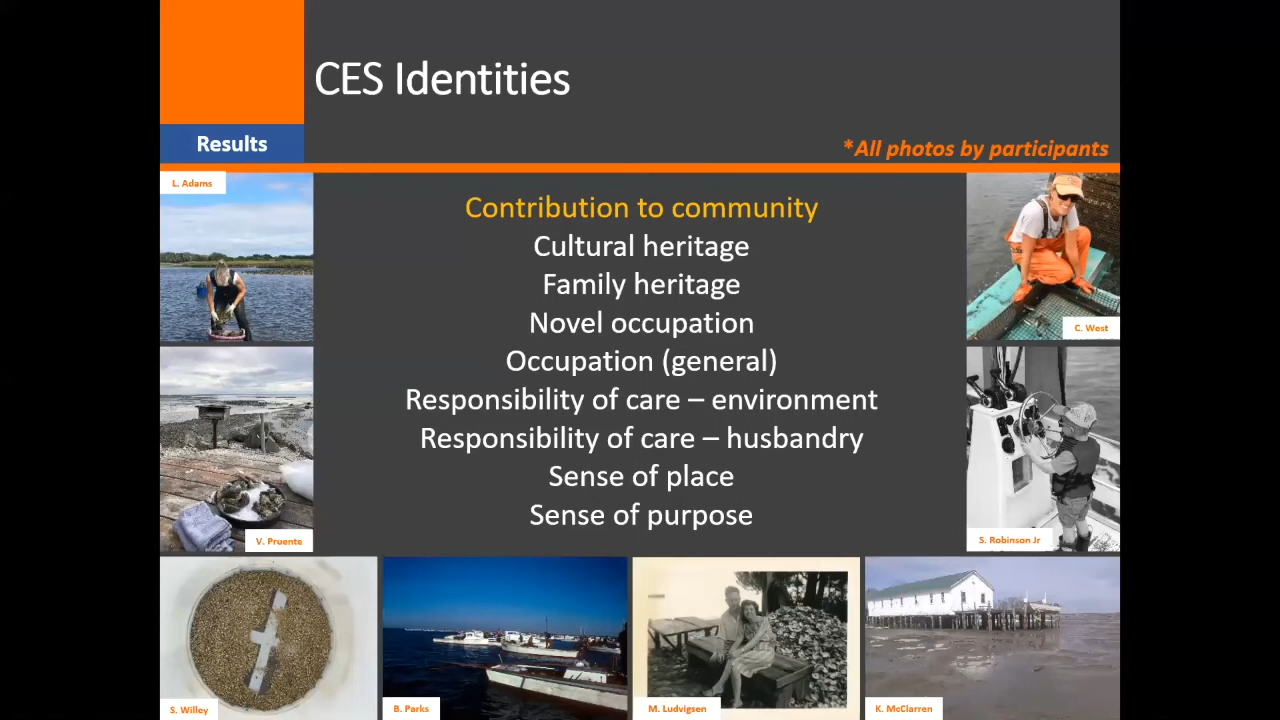 CES Identities
Results
*All photos by participants
L. Adams
Contribution to community
Cultural heritage
Family heritage
Novel occupation
Occupation (general)
Responsibility of care – environment
Responsibility of care – husbandry
Sense of place
Sense of purpose
C. West
V. Pruente
S. Robinson Jr
S. Willey
B. Parks
M. Ludvigsen
K. McClarren